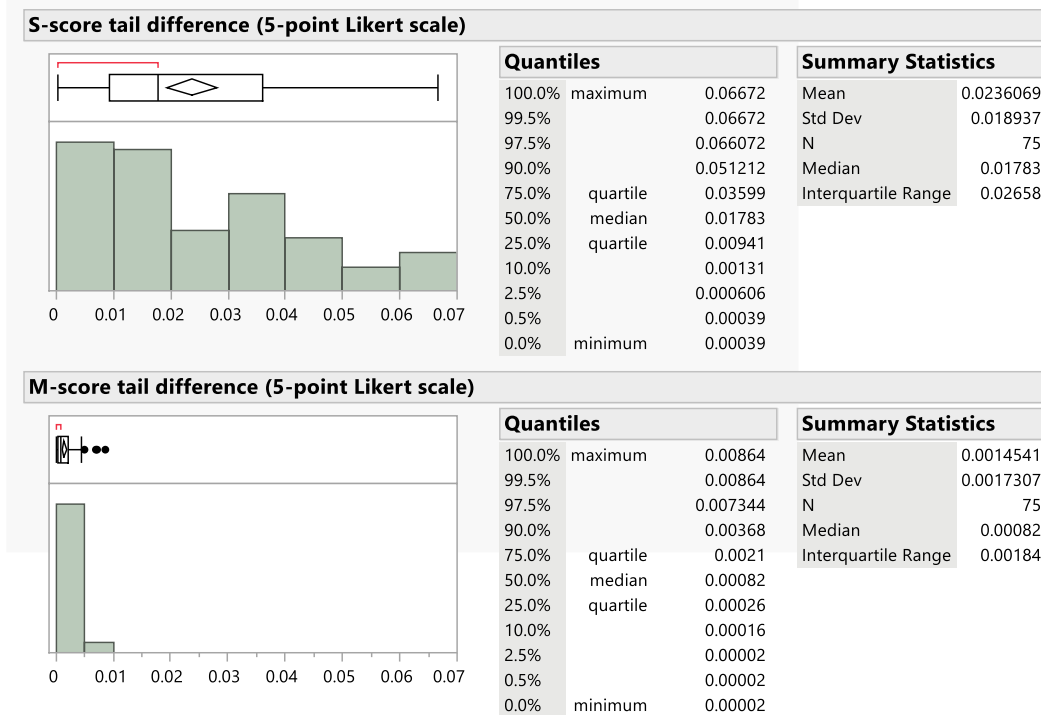 S-score tail difference (5-point Likert scale)
Quantiles
100.0% maximum 0.06672
99.5% 0.06672
97.5% 0.066072
90.0% 0.051212
75.0% quartile 0.03599
50.0% median 0.01783
25.0% quartile 0.00941
10.0% 0.00131
2.5% 0.000606
0.5% 0.00039
0.0% minimum 0.00039
Summary Statistics
Mean 0.0236069
Std Dev 0.018937
N 75
Median 0.01783
Interquartile Range 0.02658
0 0.01 0.02 0.03 0.04 0.05 0.06 0.07
M-score tail difference (5-point Likert scale)
Quantiles
100.0% maximum 0.00864
99.5% 0.00864
97.5% 0.007344
90.0% 0.00368
75.0% quartile 0.0021
50.0% median 0.00082
25.0% quartile 0.00026
10.0% 0.00016
2.5% 0.00002
0.5% 0.00002
0.0% minimum 0.00002
Summary Statistics
Mean 0.0014541
Std Dev 0.0017307
N 75
Median 0.00082
Interquartile Range 0.00184
0 0.01 0.02 0.03 0.04 0.05 0.06 0.07